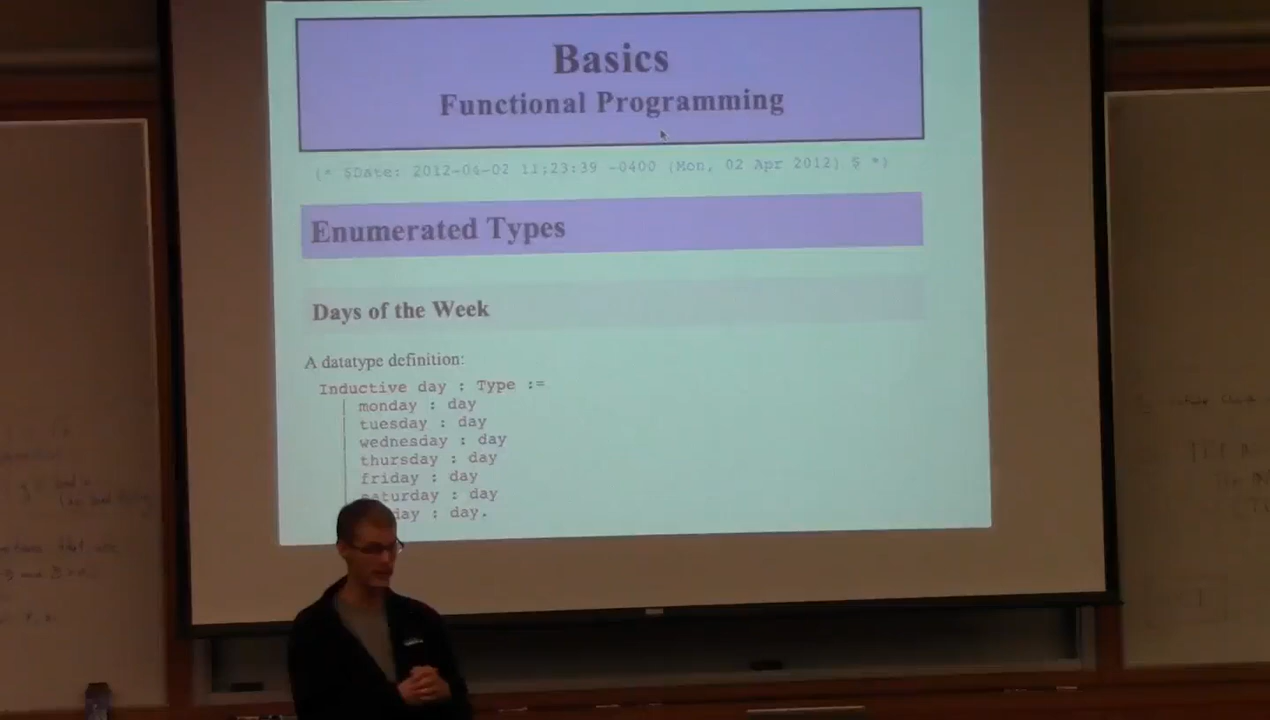 Basics
Functional Programming
(* $Date: 2012-04-02 11:23:39 -0400 (Mon, 02 Apr 2012) $ *)
Enumerated Types
Days of the Week
A datatype definition:
Inductive day : Type :=
| monday : day
| tuesday : day
| wednesday : day
| thursday : day
| friday : day
saturday : day
day : day.